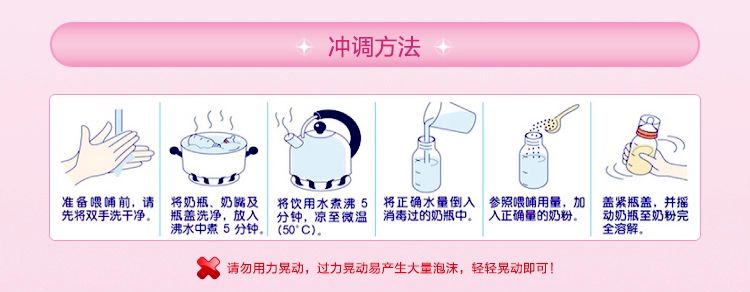 冲调方法
准备喂哺前，请
先将双手洗干净。
将奶瓶、奶嘴及
瓶盖洗净，放入
沸水中煮 5 分钟。
将饮用水煮沸 5
分钟，凉至微温
(50°C)。
将正确水量倒入
消毒过的奶瓶中。
参照喂哺用量，加
入正确量的奶粉。
盖紧瓶盖，并摇
动奶瓶至奶粉完
全溶解。
请勿用力晃动，过力晃动易产生大量泡沫，轻轻晃动即可！